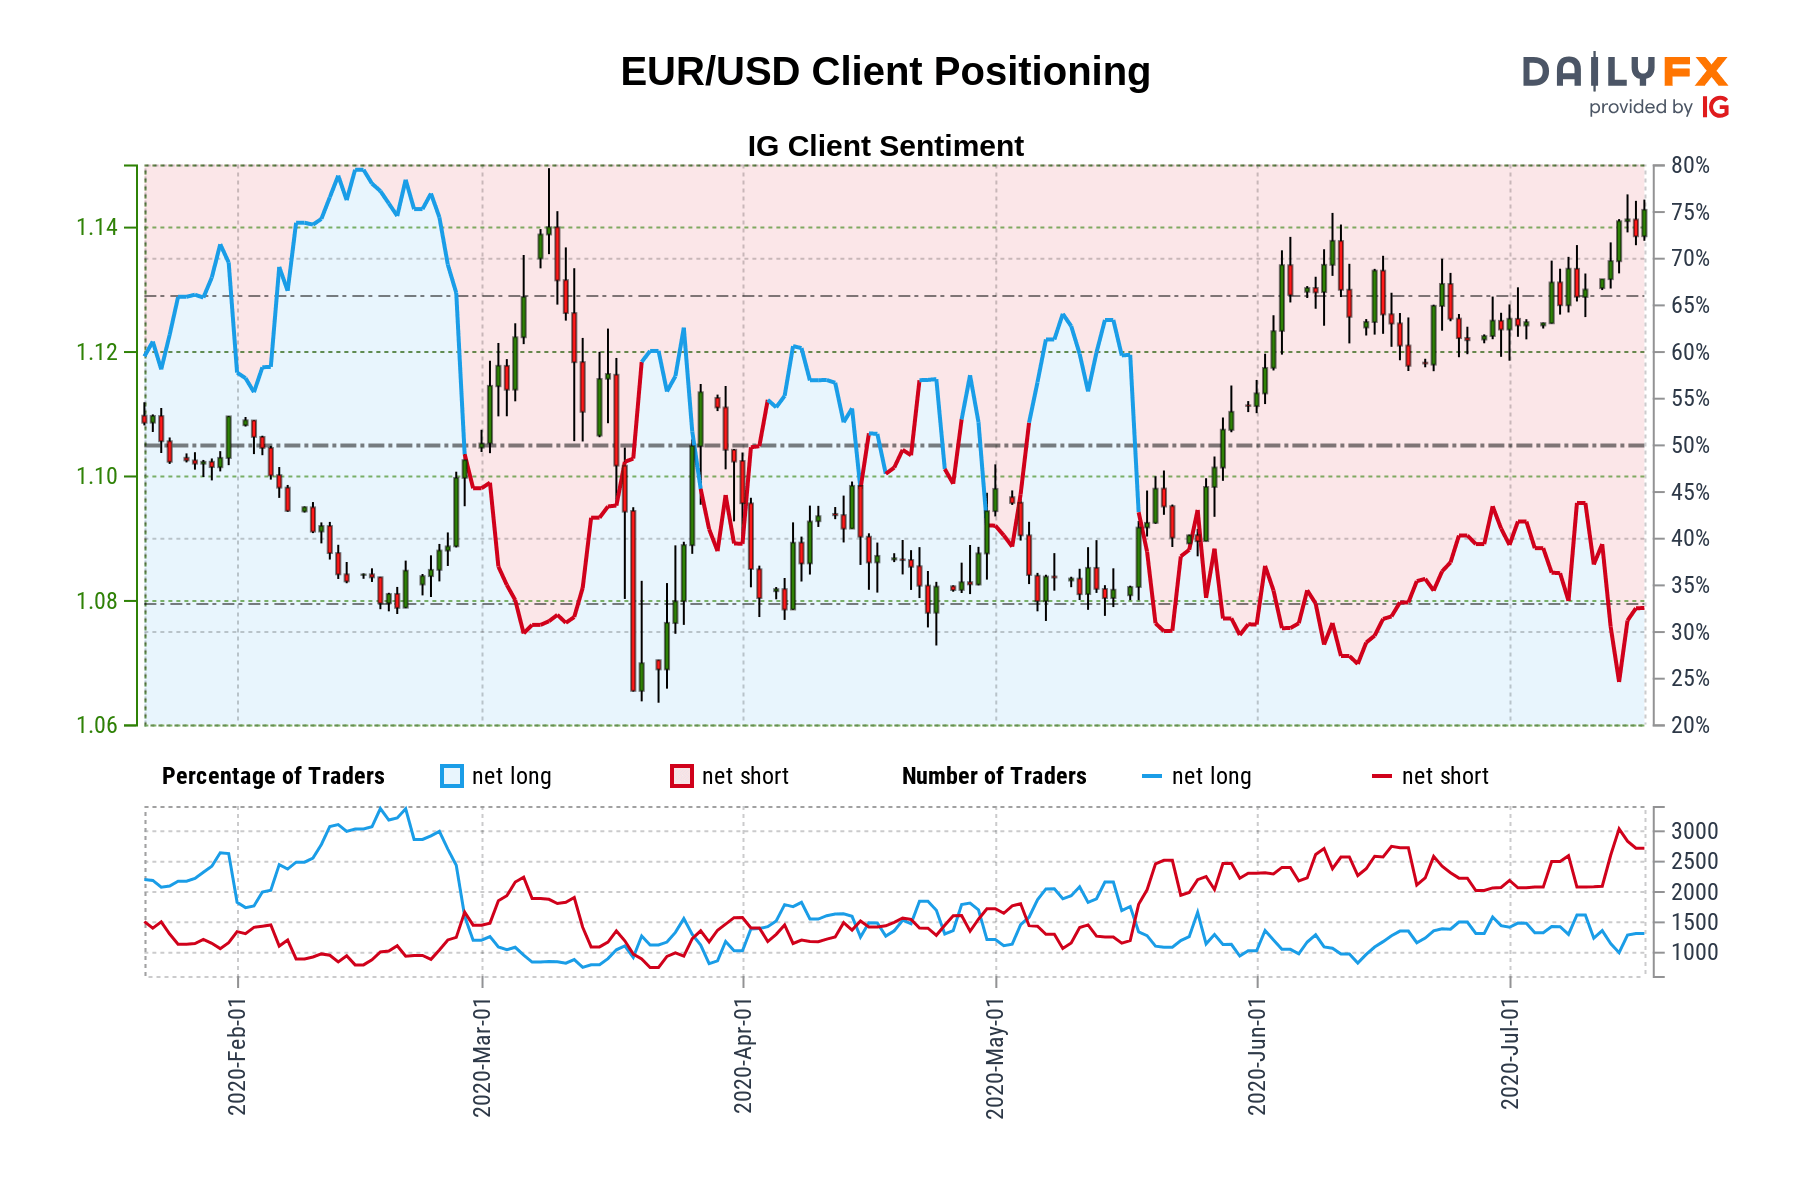 EUR/USD Client Positioning
DAILYFX
provided by IG
IG Client Sentiment
1.14
1.12
1.10
1.08
1.06
80%
75%
70%
65%
60%
55%
50%
45%
40%
35%
30%
25%
20%
Percentage of Traders net long net short Number of Traders net long net short
3000
2500
2000
1500
1000
2020-Feb-01
2020-Mar-01
2020-Apr-01
2020-May-01
2020-Jun-01
2020-Jul-01